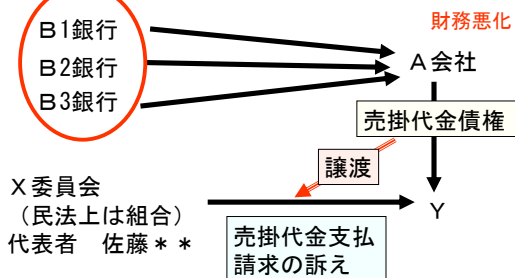 財務悪化
Ｂ1銀行
Ｂ2銀行
Ｂ3銀行
Ａ会社
売掛代金債権
譲渡
Ｘ委員会
（民法上は組合）
代表者　佐藤＊＊
Ｙ
売掛代金支払
請求の訴え